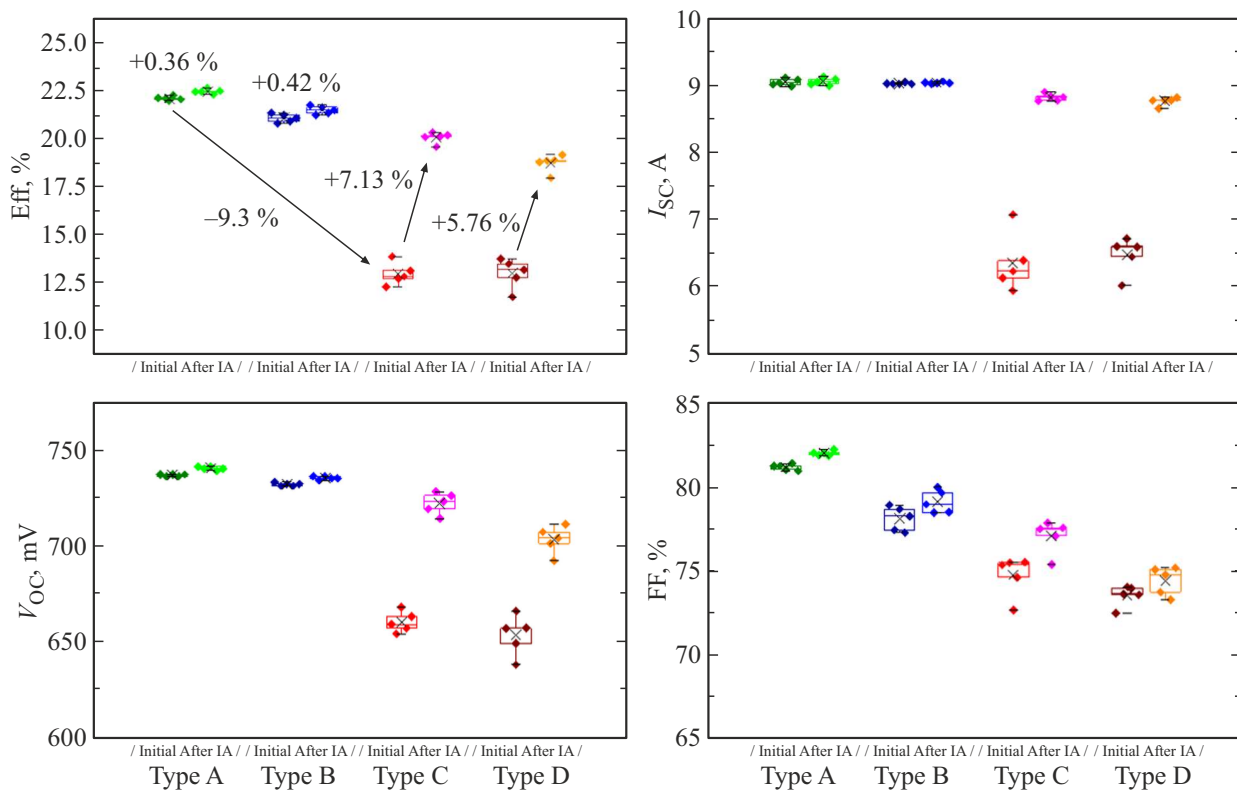 Eff, %
25.0
22.5
20.0
17.5
15.0
12.5
10.0
+0.36 %
+0.42 %
–9.3 %
+7.13 %
+5.76 %
/ Initial After IA / / Initial After IA / / Initial After IA / / Initial After IA /
I_SC, A
10
9
8
7
6
5
/ Initial After IA / / Initial After IA / / Initial After IA / / Initial After IA /
V_OC, mV
750
700
650
600
/ Initial After IA / / Initial After IA / / Initial After IA / / Initial After IA /
Type A Type B Type C Type D
FF, %
85
80
75
70
65
/ Initial After IA / / Initial After IA / / Initial After IA / / Initial After IA /
Type A Type B Type C Type D